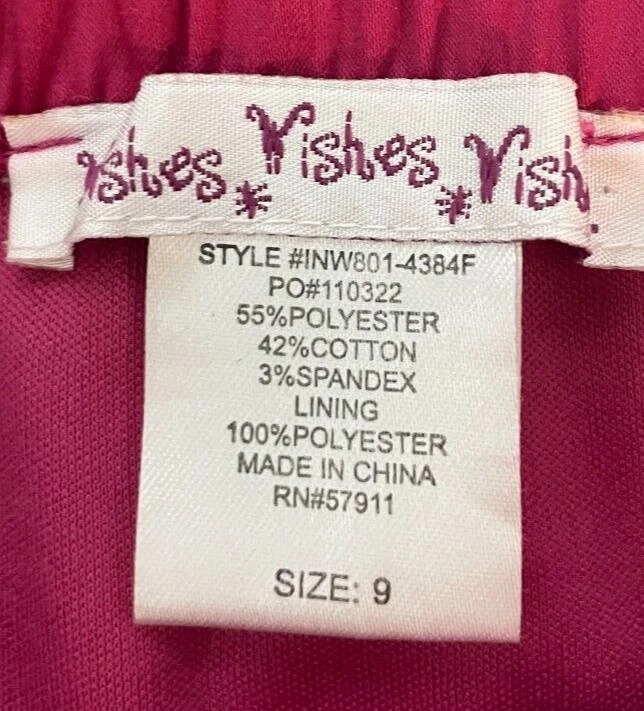 ishes * Wishes * Wish
STYLE #INW801-4384F
PO#110322
55%POLYESTER
42%COTTON
3%SPANDEX
LINING
100%POLYESTER
MADE IN CHINA
RN#57911
SIZE: 9